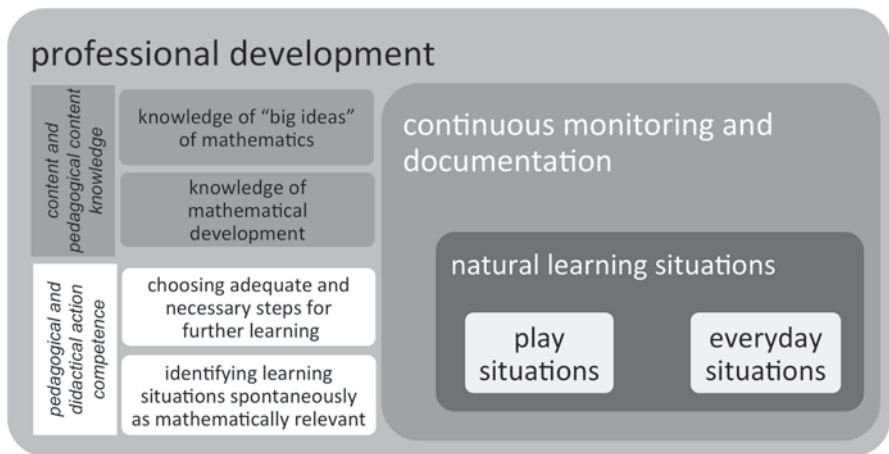 professional development
content and
pedagogical content
knowledge
knowledge of “big ideas”
of mathematics
knowledge of
mathematical
development
pedagogical and
didactical action
competence
choosing adequate and
necessary steps for
further learning
identifying learning
situations spontaneously
as mathematically relevant
continuous monitoring and
documentation
natural learning situations
play
situations
everyday
situations